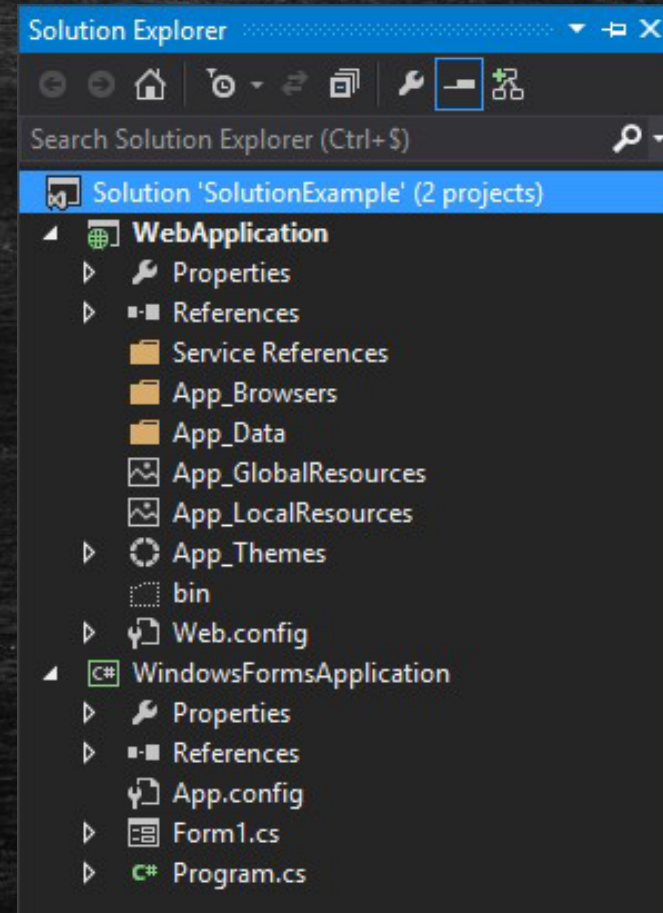 Solution Explorer
Search Solution Explorer (Ctrl+$)
Solution 'SolutionExample' (2 projects)
WebApplication
Properties
References
Service References
App_Browsers
App_Data
App_GlobalResources
App_LocalResources
App_Themes
bin
Web.config
C# WindowsFormsApplication
Properties
References
App.config
Form1.cs
C# Program.cs